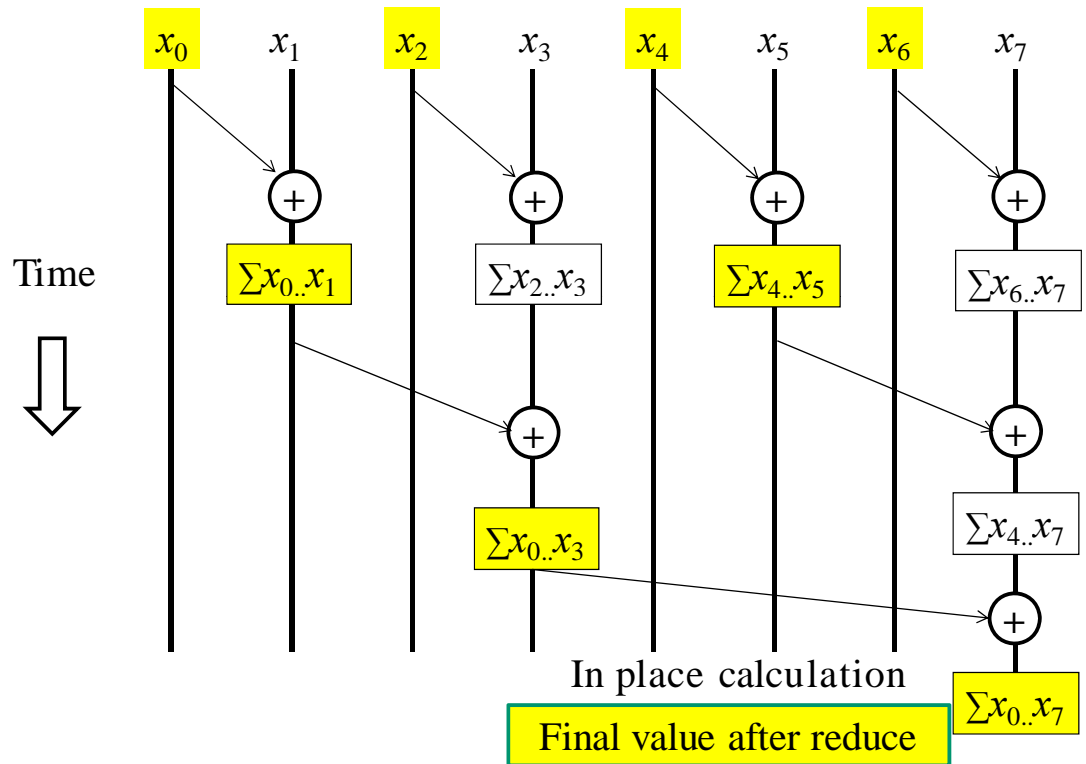 x₀ x₁ x₂ x₃ x₄ x₅ x₆ x₇
+ + + +
Time
∑x₀..x₁ ∑x₂..x₃ ∑x₄..x₅ ∑x₆..x₇
+ +
∑x₀..x₃ ∑x₄..x₇
+
In place calculation
∑x₀..x₇
Final value after reduce